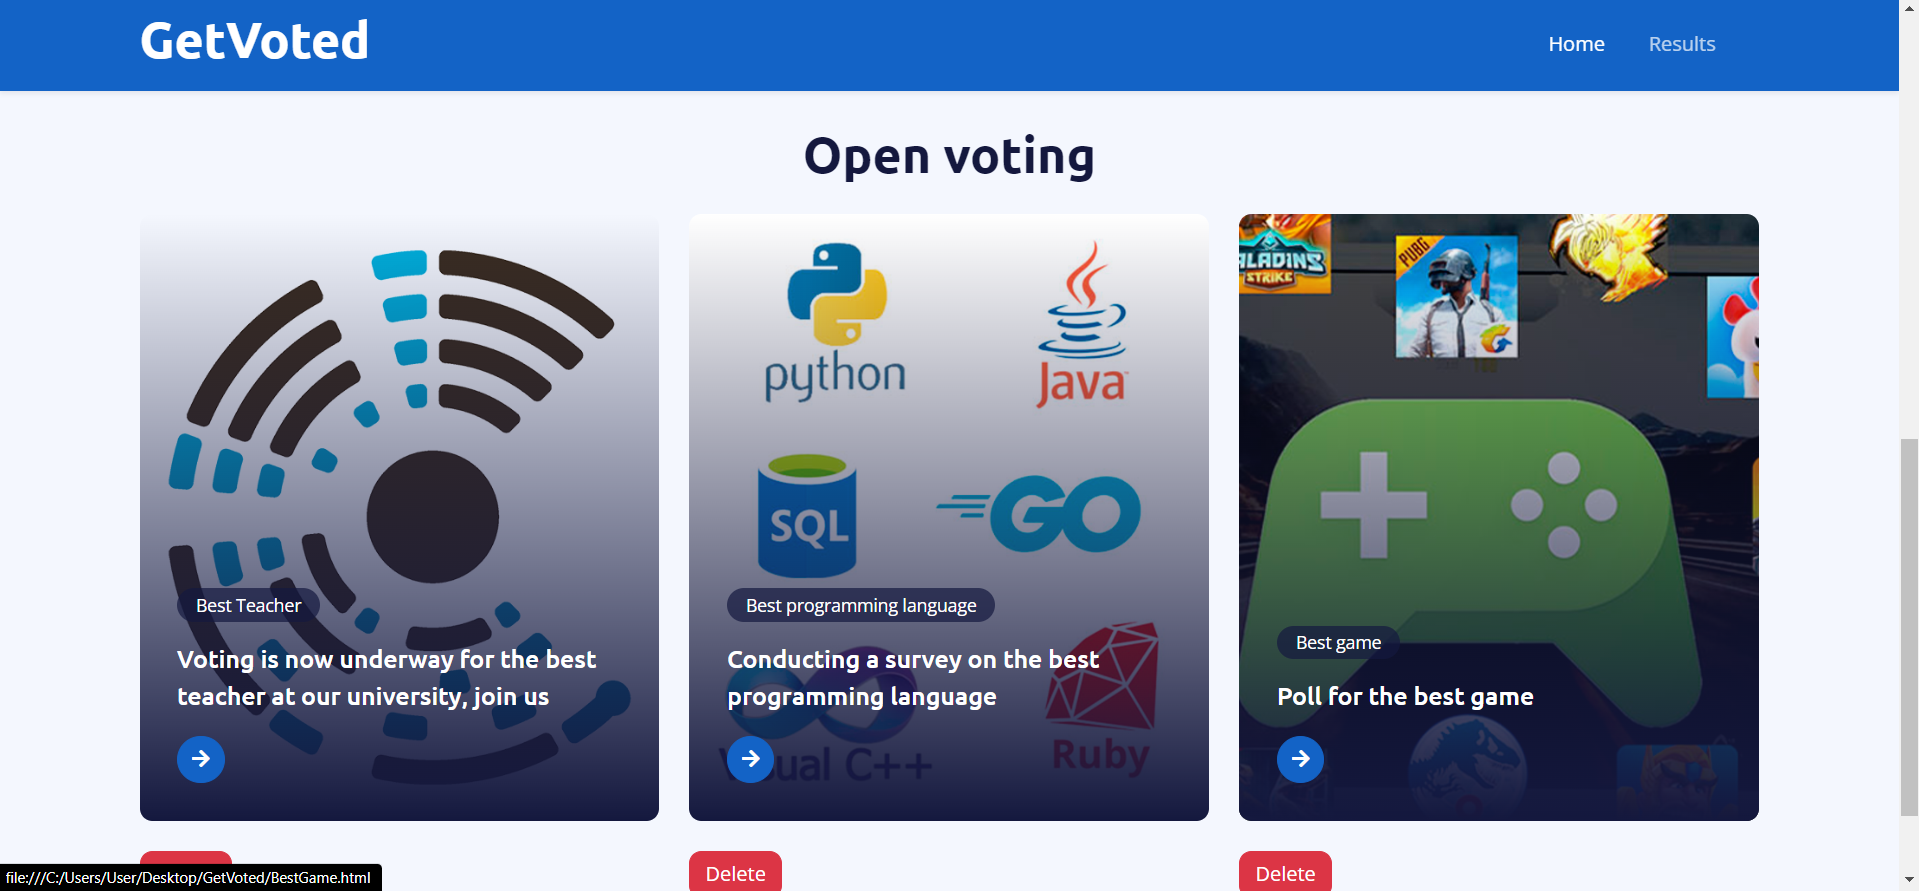 GetVoted
Home
Results
Open voting
Best Teacher
Voting is now underway for the best
teacher at our university, join us
python
Java
SQL
GO
Best programming language
Conducting a survey on the best
programming language
Visual C++
Ruby
PALADINS
STRIKE
PUBG
Best game
Poll for the best game
Delete
Delete
file:///C:/Users/User/Desktop/GetVoted/BestGame.html